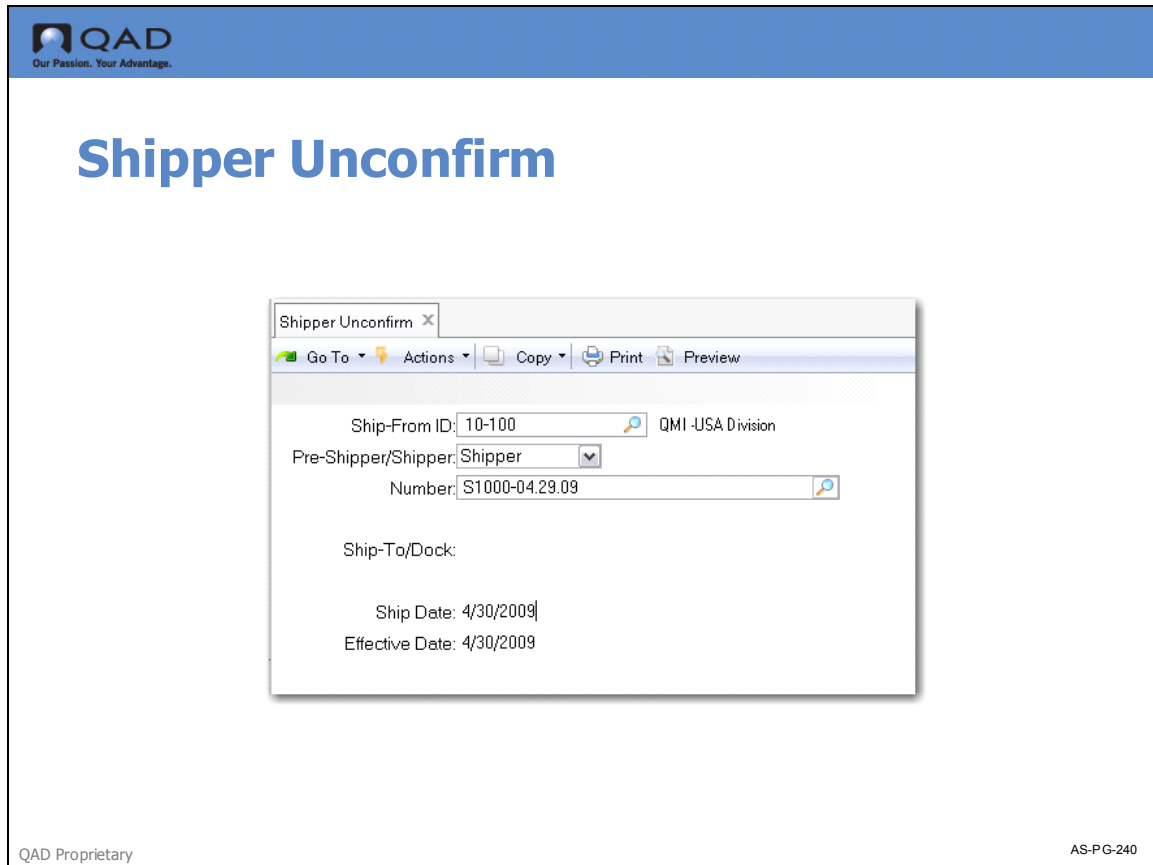 QAD
Our Passion. Your Advantage.
Shipper Unconfirm
Shipper Unconfirm X
Go To Actions Copy Print Preview
Ship-From ID: 10-100 QMI -USA Division
Pre-Shipper/Shipper: Shipper
Number: S1000-04.29.09
Ship-To/Dock:
Ship Date: 4/30/2009
Effective Date: 4/30/2009
QAD Proprietary
AS-PG-240